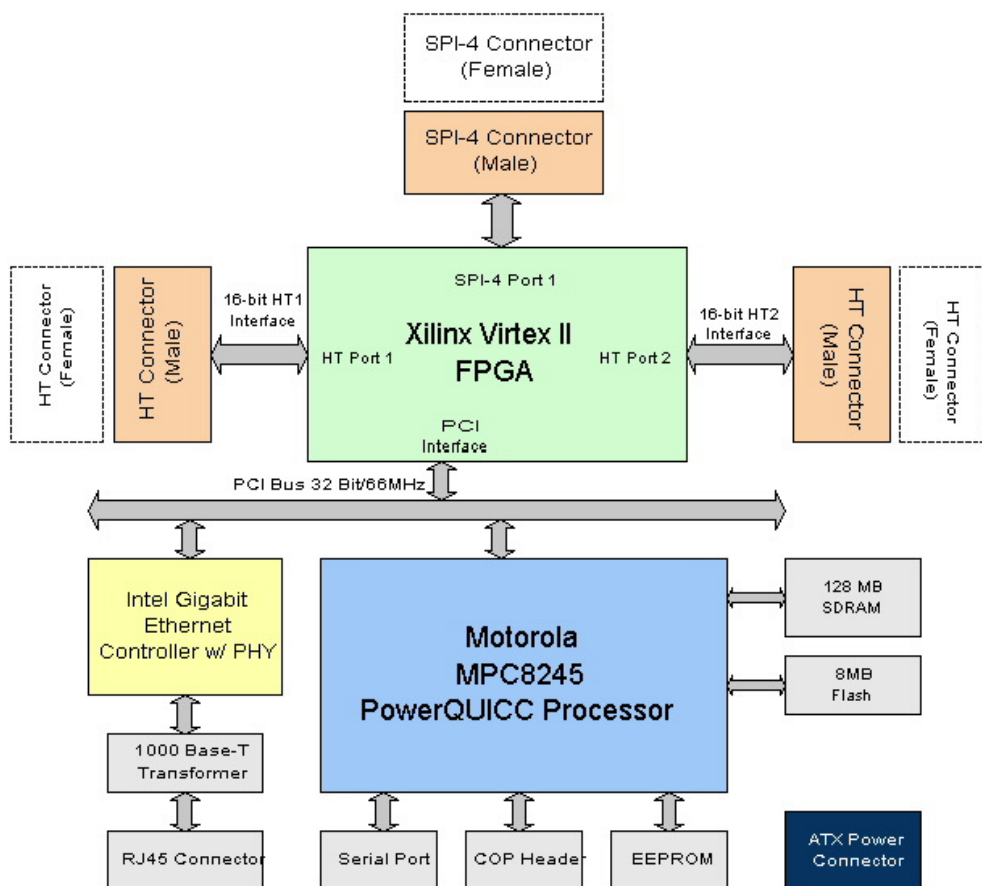 SPI-4 Connector
(Female)
SPI-4 Connector
(Male)
HT Connector
(Female)
HT Connector
(Male)
16-bit HT1
Interface
SPI-4 Port 1
Xilinx Virtex II
FPGA
HT Port 1
HT Port 2
PCI
Interface
16-bit HT2
Interface
HT Connector
(Male)
HT Connector
(Female)
PCI Bus 32 Bit/66MHz
Intel Gigabit
Ethernet
Controller w/ PHY
Motorola
MPC8245
PowerQUICC Processor
128 MB
SDRAM
8MB
Flash
1000 Base-T
Transformer
RJ45 Connector
Serial Port
COP Header
EEPROM
ATX Power
Connector